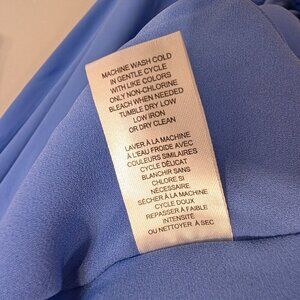 MACHINE WASH COLD
IN GENTLE CYCLE
WITH LIKE COLORS
ONLY NON-CHLORINE
BLEACH WHEN NEEDED
TUMBLE DRY LOW
LOW IRON
OR DRY CLEAN
LAVER À LA MACHINE
À L'EAU FROIDE AVEC
COULEURS SIMILAIRES
CYCLE DÉLICAT
BLANCHIR SANS
CHLORE SI
NÉCESSAIRE
SÉCHER À LA MACHINE
CYCLE DOUX
REPASSER À FAIBLE
INTENSITÉ
OU NETTOYER À SEC